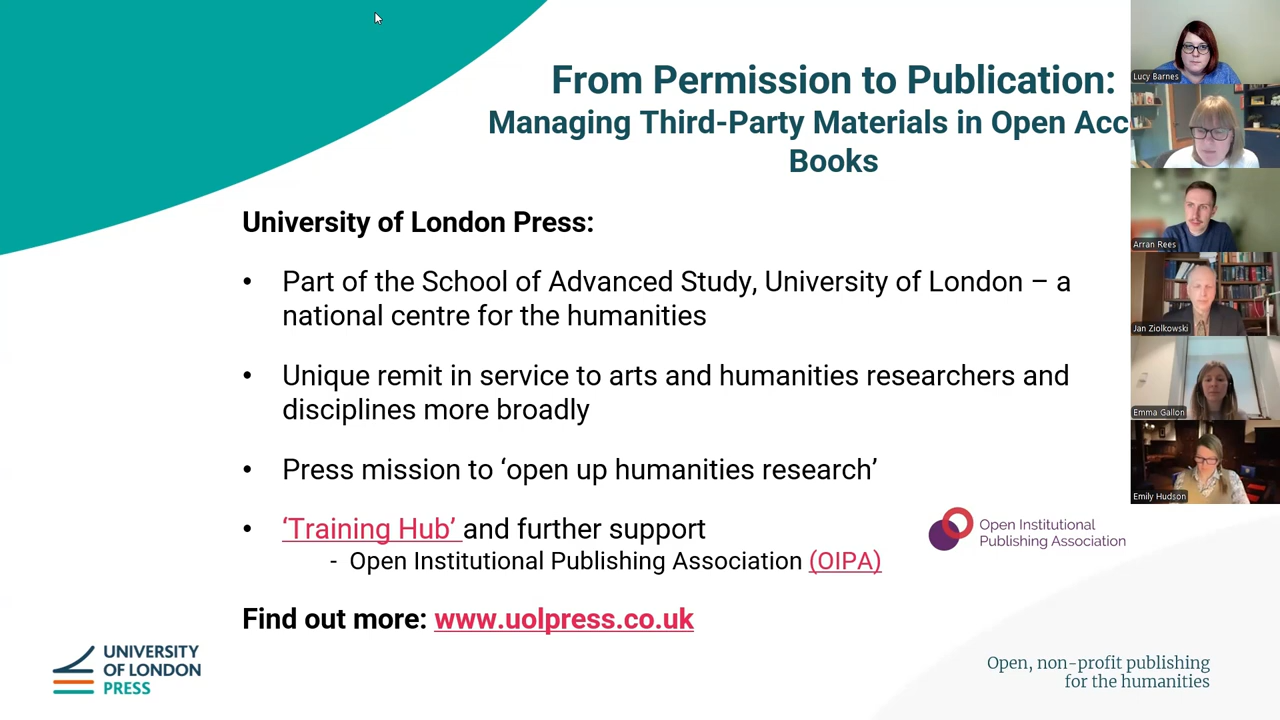 From Permission to Publication:
Managing Third-Party Materials in Open Acc
Books
University of London Press:
• Part of the School of Advanced Study, University of London – a
national centre for the humanities
• Unique remit in service to arts and humanities researchers and
disciplines more broadly
• Press mission to ‘open up humanities research’
• ‘Training Hub’ and further support
- Open Institutional Publishing Association (OIPA)
Find out more: www.uolpress.co.uk
Open Institutional
Publishing Association
UNIVERSITY
OF LONDON
PRESS
Open, non-profit publishing
for the humanities
Lucy Barnes
Arran Rees
Jan Ziolkowski
Emma Gallon
Emily Hudson